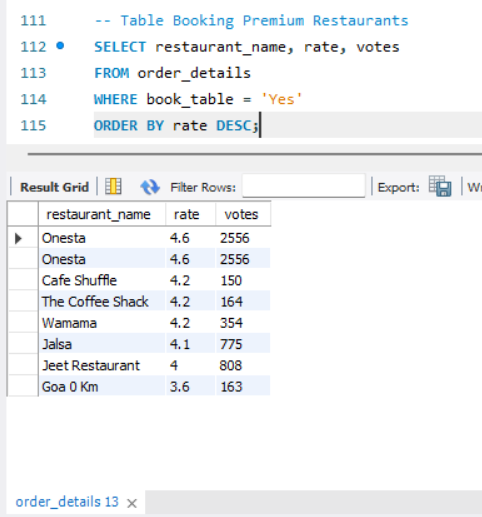 111 -- Table Booking Premium Restaurants
112 SELECT restaurant_name, rate, votes
113 FROM order_details
114 WHERE book_table = 'Yes'
115 ORDER BY rate DESC;
Result Grid Filter Rows: Export:
restaurant_name rate votes
Onesta 4.6 2556
Onesta 4.6 2556
Cafe Shuffle 4.2 150
The Coffee Shack 4.2 164
Wamama 4.2 354
Jalsa 4.1 775
Jeet Restaurant 4 808
Goa 0 Km 3.6 163
order_details 13